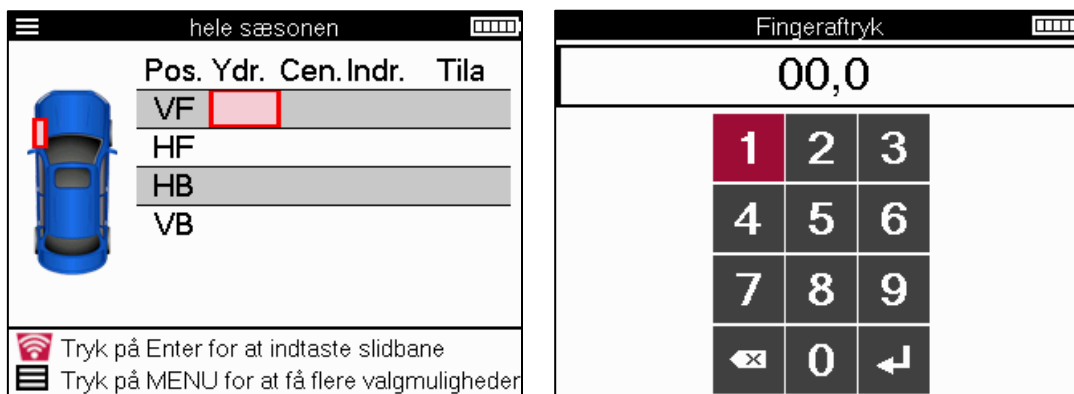 hele sæsonen
Pos. Ydr. Cen. Indr. Tila
VF
HF
HB
VB
Tryk på Enter for at indtaste slidbane
Tryk på MENU for at få flere valgmuligheder
Fingeraftryk
00,0
1 2 3
4 5 6
7 8 9
0